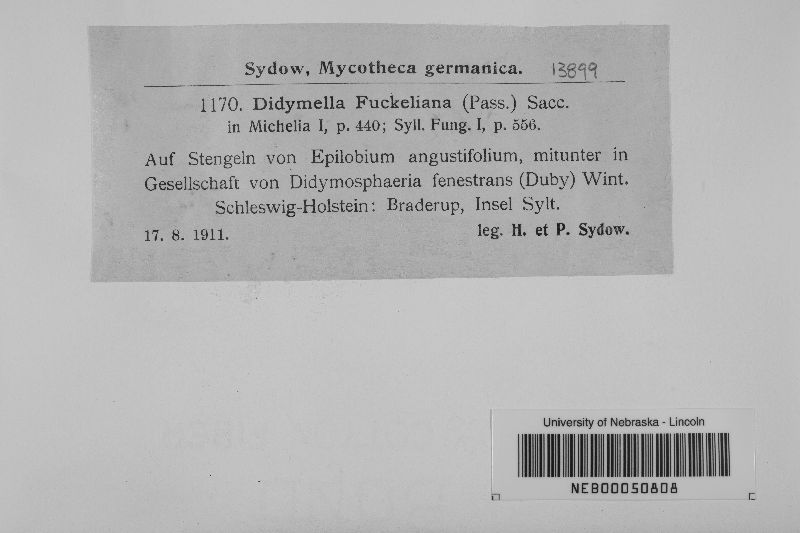 Sydow, Mycotheca germanica. 13899
1170. Didymella Fuckeliana (Pass.) Sacc.
in Michelia I, p. 440; Syll. Fung. I, p. 556.
Auf Stengeln von Epilobium angustifolium, mitunter in
Gesellschaft von Didymosphaeria fenestrans (Duby) Wint.
Schleswig-Holstein: Braderup, Insel Sylt.
17. 8. 1911. leg. H. et P. Sydow.
University of Nebraska - Lincoln
NEB00050808